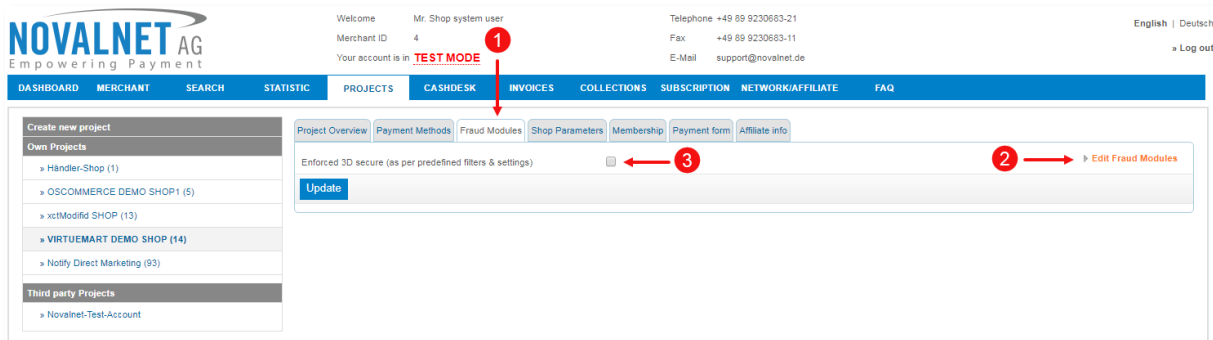 NOVALNET AG
Empowering Payment
Welcome Mr. Shop system user
Merchant ID 4
Your account is in TEST MODE
Telephone +49 89 9230683-21
Fax +49 89 9230683-11
E-Mail support@novalnet.de
English | Deutsch
» Log out
1
DASHBOARD MERCHANT SEARCH STATISTIC PROJECTS CASHDESK INVOICES COLLECTIONS SUBSCRIPTION NETWORK/AFFILIATE FAQ
Create new project
Own Projects
» Händler-Shop (1)
» OSCOMMERCE DEMO SHOP1 (5)
» xctModifid SHOP (13)
» VIRTUEMART DEMO SHOP (14)
» Notify Direct Marketing (93)
Third party Projects
» Novalnet-Test-Account
Project Overview Payment Methods Fraud Modules Shop Parameters Membership Payment form Affiliate info
Enforced 3D secure (as per predefined filters & settings) 3 2 Edit Fraud Modules
Update